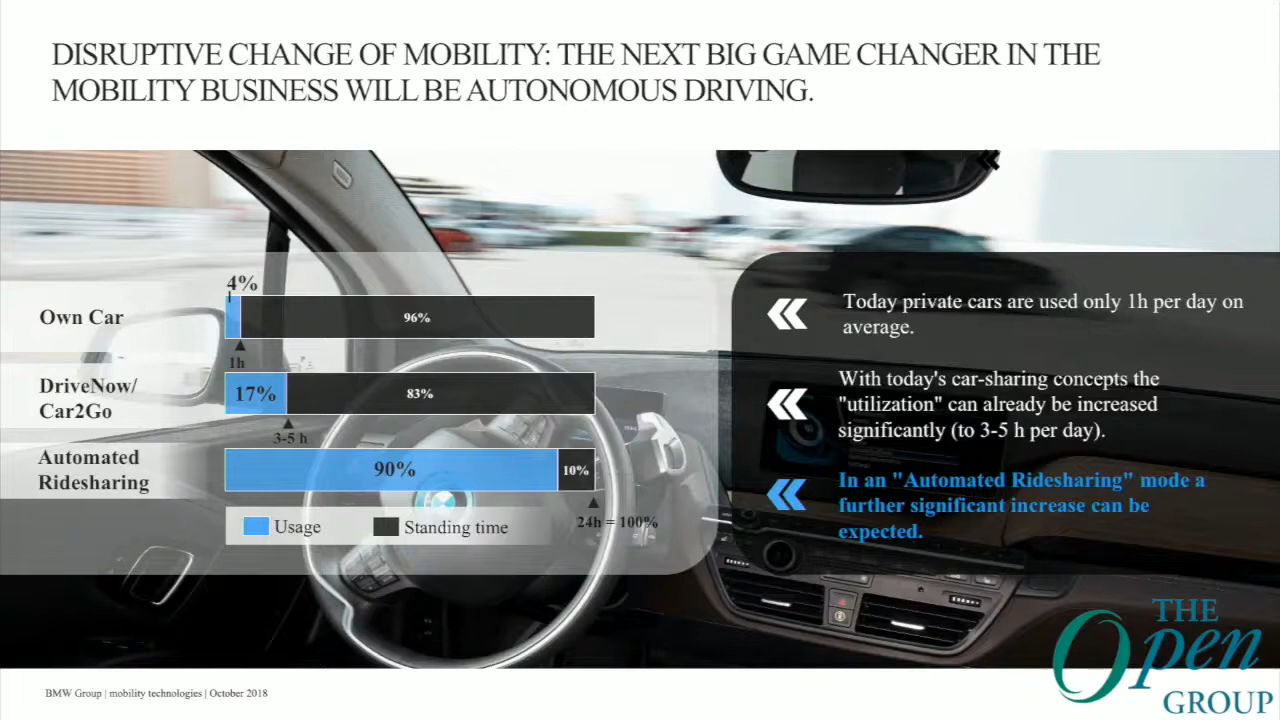 DISRUPTIVE CHANGE OF MOBILITY: THE NEXT BIG GAME CHANGER IN THE
MOBILITY BUSINESS WILL BE AUTONOMOUS DRIVING.
4%
Own Car
96%
1h
DriveNow/
Car2Go
17%
83%
3-5 h
Automated
Ridesharing
90%
10%
24h = 100%
Usage
Standing time
Today private cars are used only 1h per day on
average.
With today's car-sharing concepts the
"utilization" can already be increased
significantly (to 3-5 h per day).
In an "Automated Ridesharing" mode a
further significant increase can be
expected.
BMW Group | mobility technologies | October 2018
THE
Open
GROUP